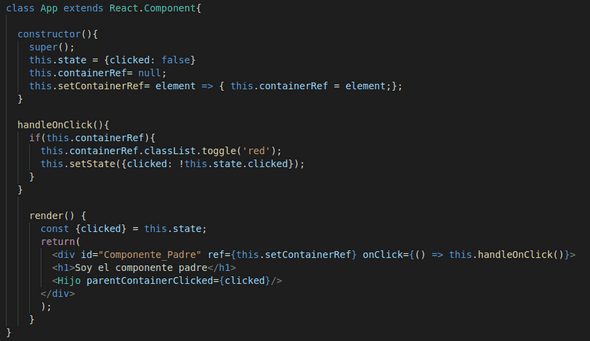 class App extends React.Component{
constructor(){
super();
this.state = {clicked: false}
this.containerRef= null;
this.setContainerRef= element => { this.containerRef = element;};
}
handleOnClick(){
if(this.containerRef){
this.containerRef.classList.toggle('red');
this.setState({clicked: !this.state.clicked});
}
}
render() {
const {clicked} = this.state;
return(
<div id="Componente_Padre" ref={this.setContainerRef} onClick={() => this.handleOnClick()}>
<h1>Soy el componente padre</h1>
<Hijo parentContainerClicked={clicked}/>
</div>
);
}
}